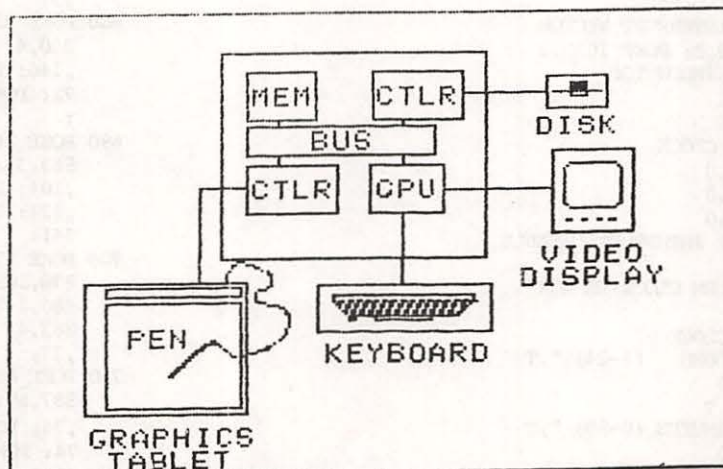 MEM
CTLR
DISK
BUS
CTLR
CPU
VIDEO
DISPLAY
PEN
KEYBOARD
GRAPHICS
TABLET